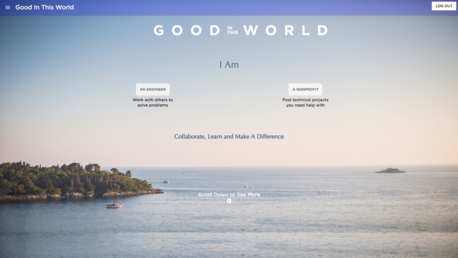 Good In This World
LOG OUT
GOOD IN THIS WORLD
I Am
AN ENGINEER
A NONPROFIT
Work with others to
solve problems
Post technical projects
you need help with
Collaborate, Learn and Make A Difference
Scroll Down to See More